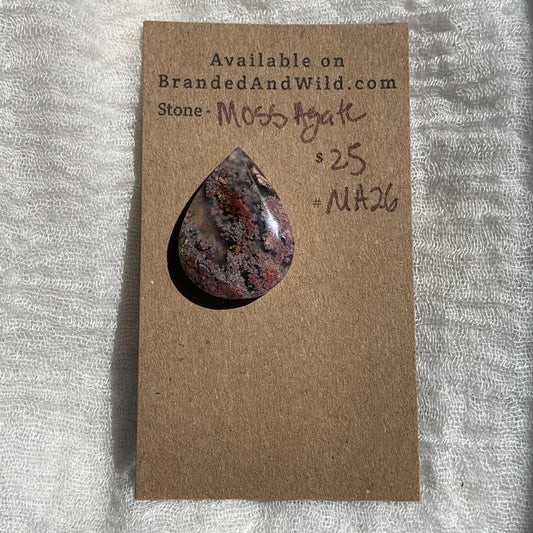 Available on
BrandedAndWild.com
Stone - Moss Agate
$ 25
# MA26